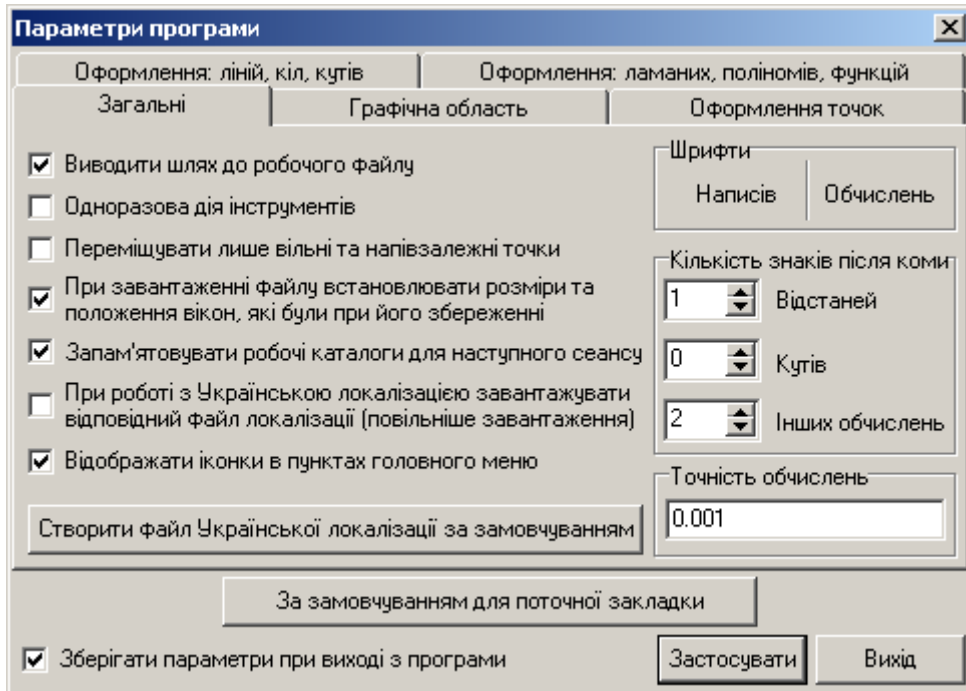 Параметри програми
Оформлення: ліній, кіл, кутів
Оформлення: ламаних, поліномів, функцій
Загальні
Графічна область
Оформлення точок
Виводити шлях до робочого файлу
Одноразова дія інструментів
Переміщувати лише вільні та напівзалежні точки
При завантаженні файлу встановлювати розміри та
положення вікон, які були при його збереженні
Запам'ятовувати робочі каталоги для наступного сеансу
При роботі з Українською локалізацією завантажувати
відповідний файл локалізації (повільніше завантаження)
Відображати іконки в пунктах головного меню
Створити файл Української локалізації за замовчуванням
Шрифти
Написів
Обчислень
Кількість знаків після коми
1 Відстаней
0 Кутів
2 Інших обчислень
Точність обчислень
0.001
За замовчуванням для поточної закладки
Зберігати параметри при виході з програми
Застосувати
Вихід